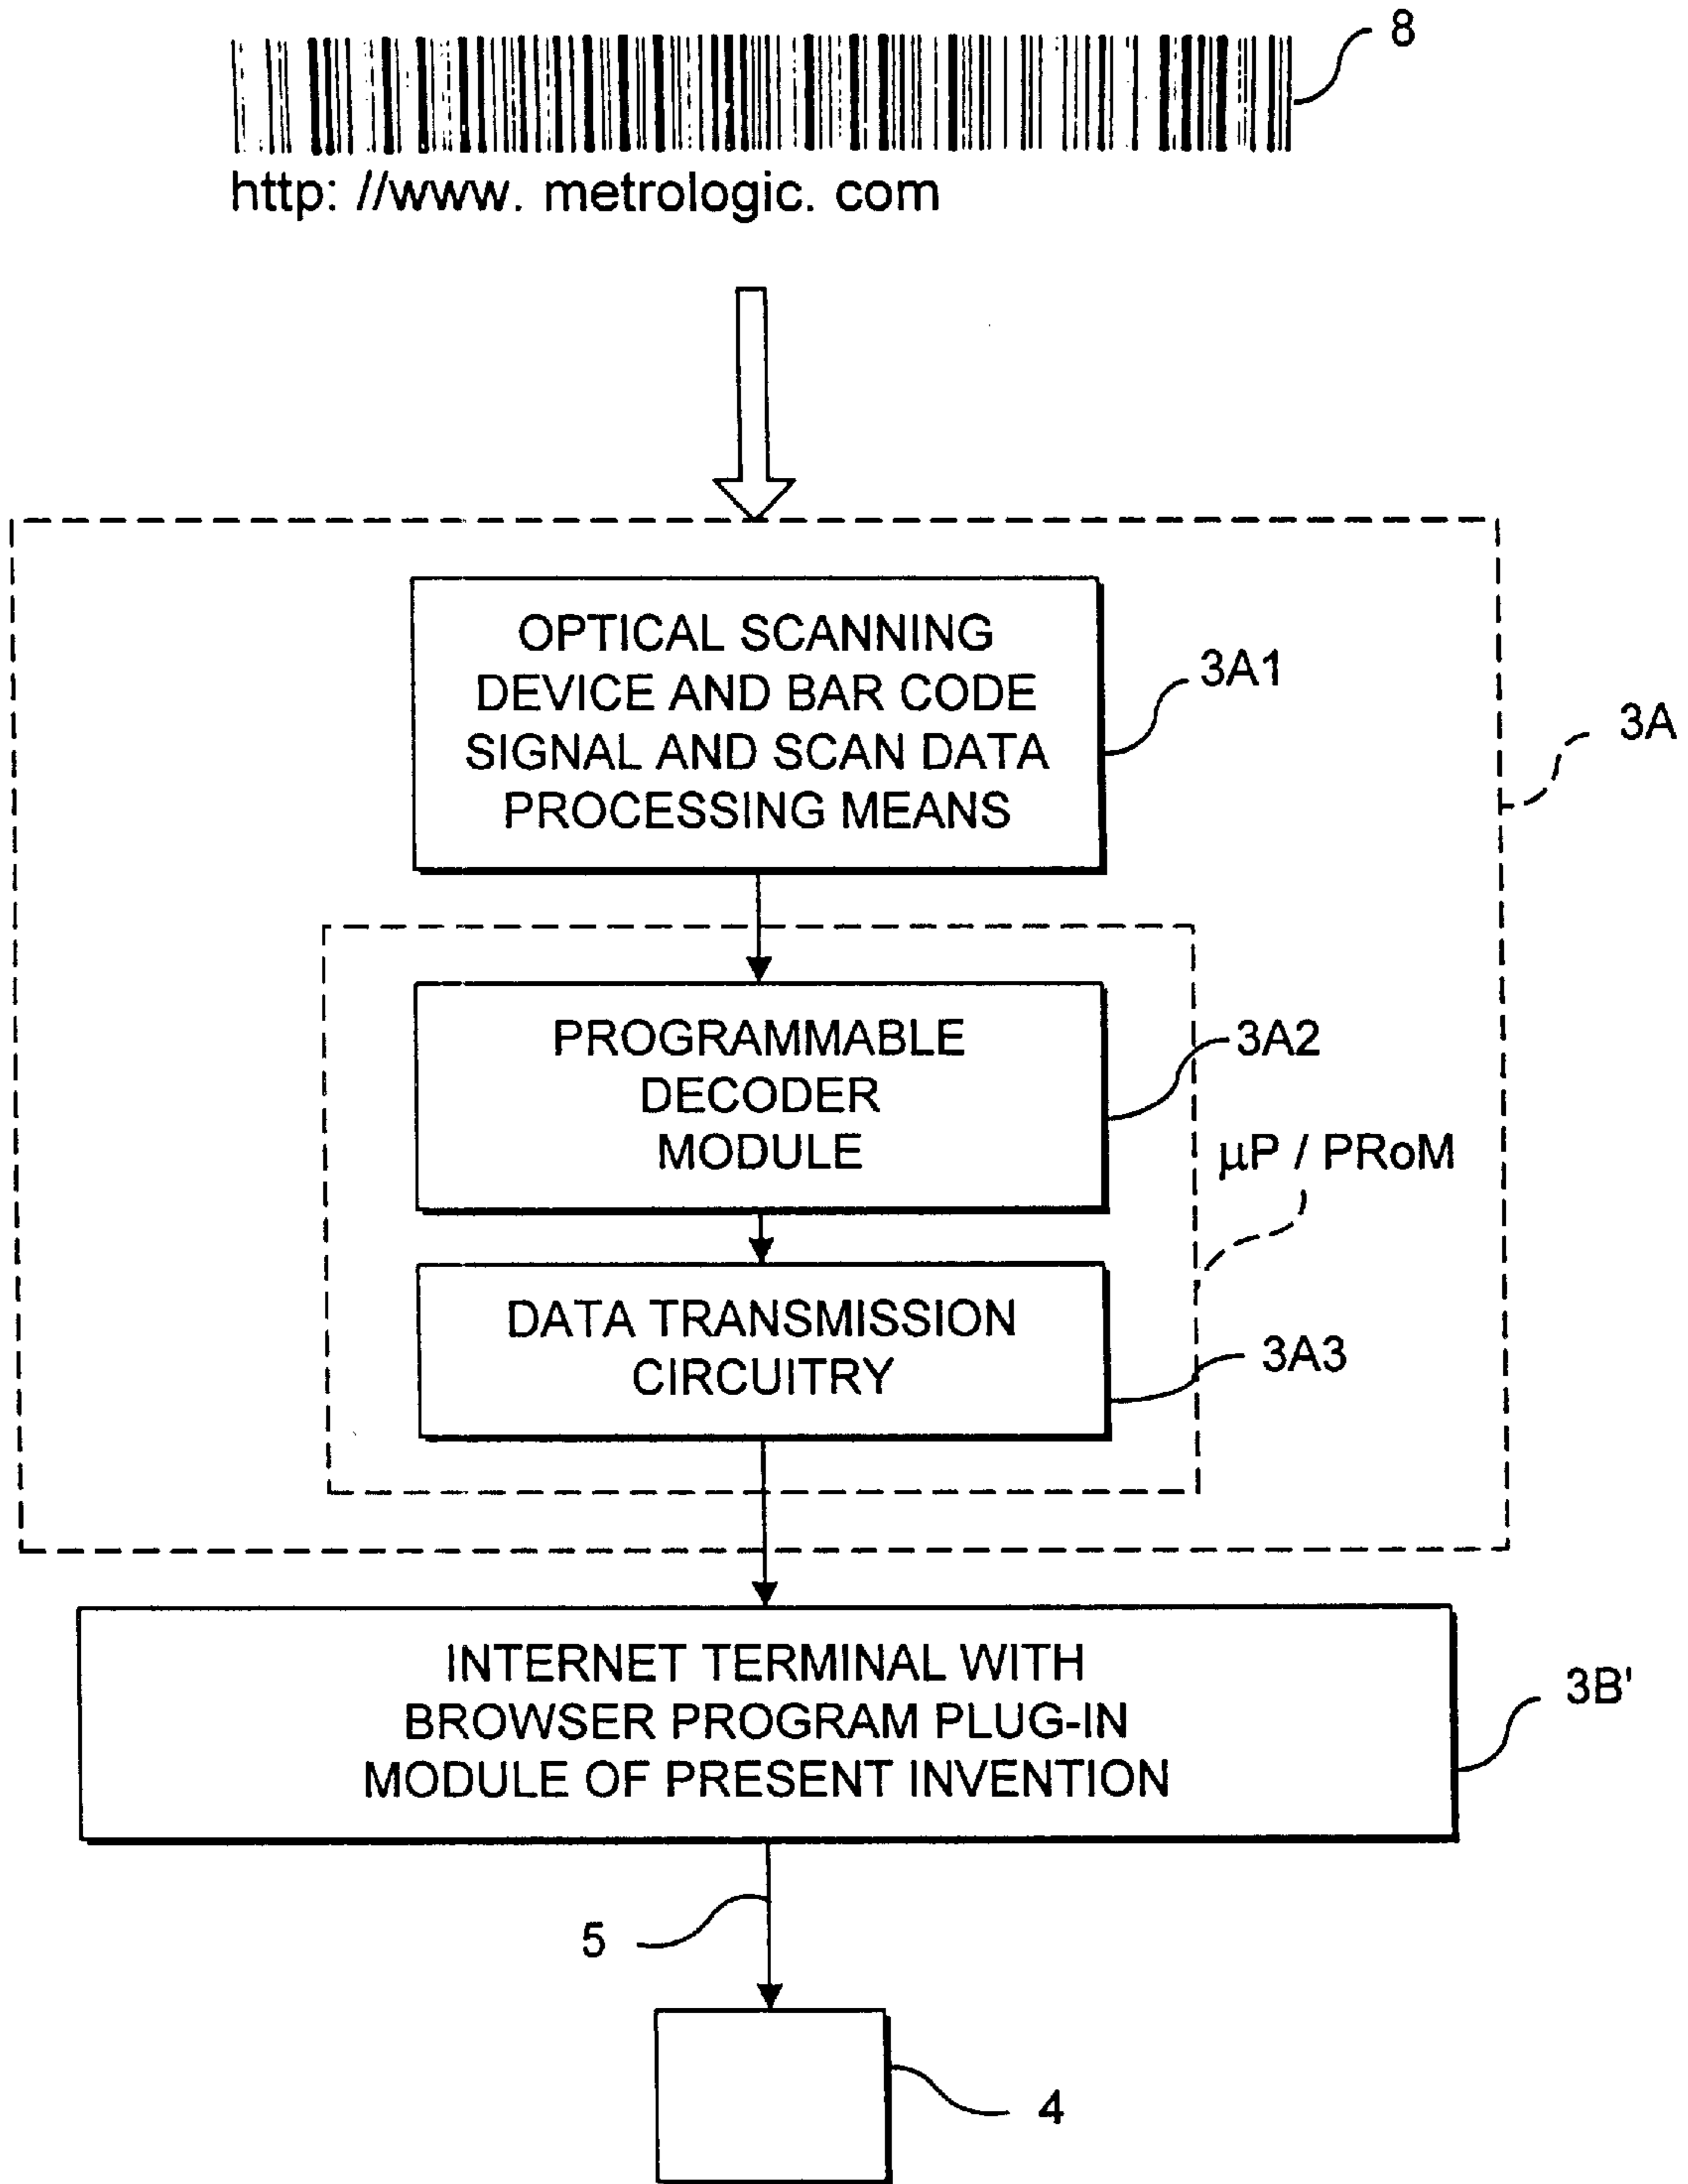 8
http: //www. metrologic. com
OPTICAL SCANNING
DEVICE AND BAR CODE
SIGNAL AND SCAN DATA
PROCESSING MEANS
3A1
3A
PROGRAMMABLE
DECODER
MODULE
3A2
µP / PRoM
DATA TRANSMISSION
CIRCUITRY
3A3
INTERNET TERMINAL WITH
BROWSER PROGRAM PLUG-IN
MODULE OF PRESENT INVENTION
3B'
5
4